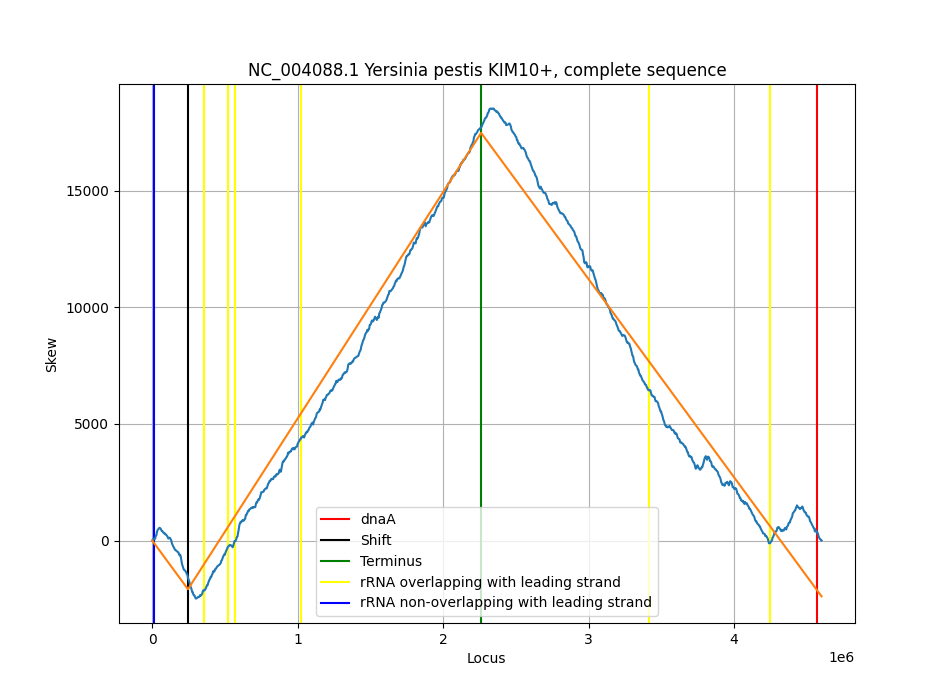 NC_004088.1 Yersinia pestis KIM10+, complete sequence
Skew
15000
10000
5000
0
dnaA
Shift
Terminus
rRNA overlapping with leading strand
rRNA non-overlapping with leading strand
0 1 2 3 4
1e6
Locus